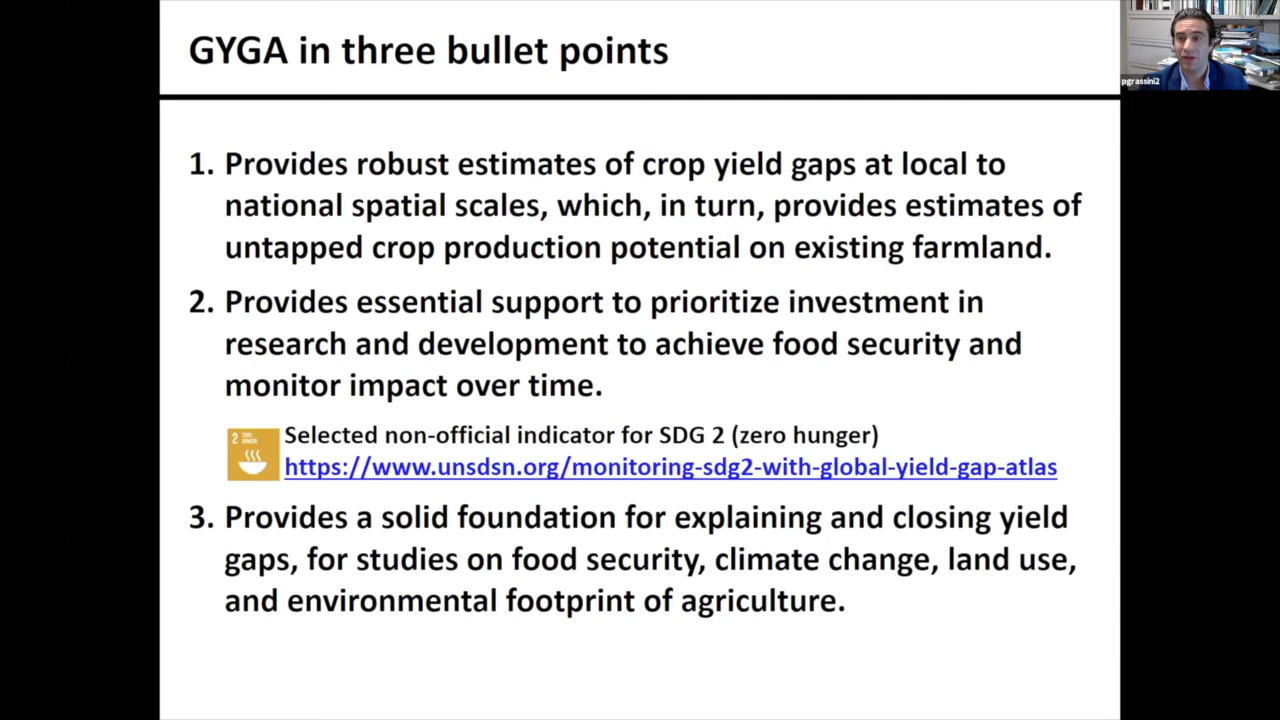 GYGA in three bullet points
pgrassini2
1. Provides robust estimates of crop yield gaps at local to
national spatial scales, which, in turn, provides estimates of
untapped crop production potential on existing farmland.
2. Provides essential support to prioritize investment in
research and development to achieve food security and
monitor impact over time.
2 ZERO
HUNGER
Selected non-official indicator for SDG 2 (zero hunger)
https://www.unsdsn.org/monitoring-sdg2-with-global-yield-gap-atlas
3. Provides a solid foundation for explaining and closing yield
gaps, for studies on food security, climate change, land use,
and environmental footprint of agriculture.